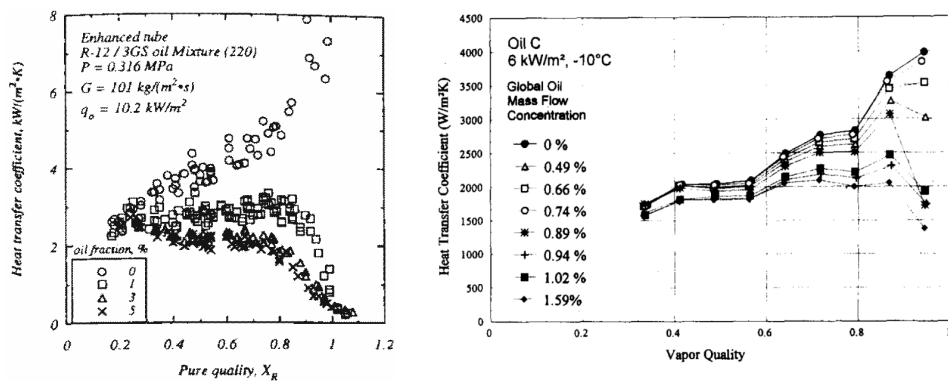 Heat transfer coefficient, kW/(m²•K)
8
6
4
2
0
Enhanced tube
R-12 / 3GS oil Mixture (220)
P = 0.316 MPa
G = 101 kg/(m²•s)
qₒ = 10.2 kW/m²
oil fraction, %
0
1
3
5
0 0.2 0.4 0.6 0.8 1 1.2
Pure quality, X_R
Heat Transfer Coefficient (W/m²K)
4500
4000
3500
3000
2500
2000
1500
1000
500
0
Oil C
6 kW/m², -10°C
Global Oil
Mass Flow
Concentration
0 %
0.49 %
0.66 %
0.74 %
0.89 %
0.94 %
1.02 %
1.59%
0 0.2 0.4 0.6 0.8 1
Vapor Quality